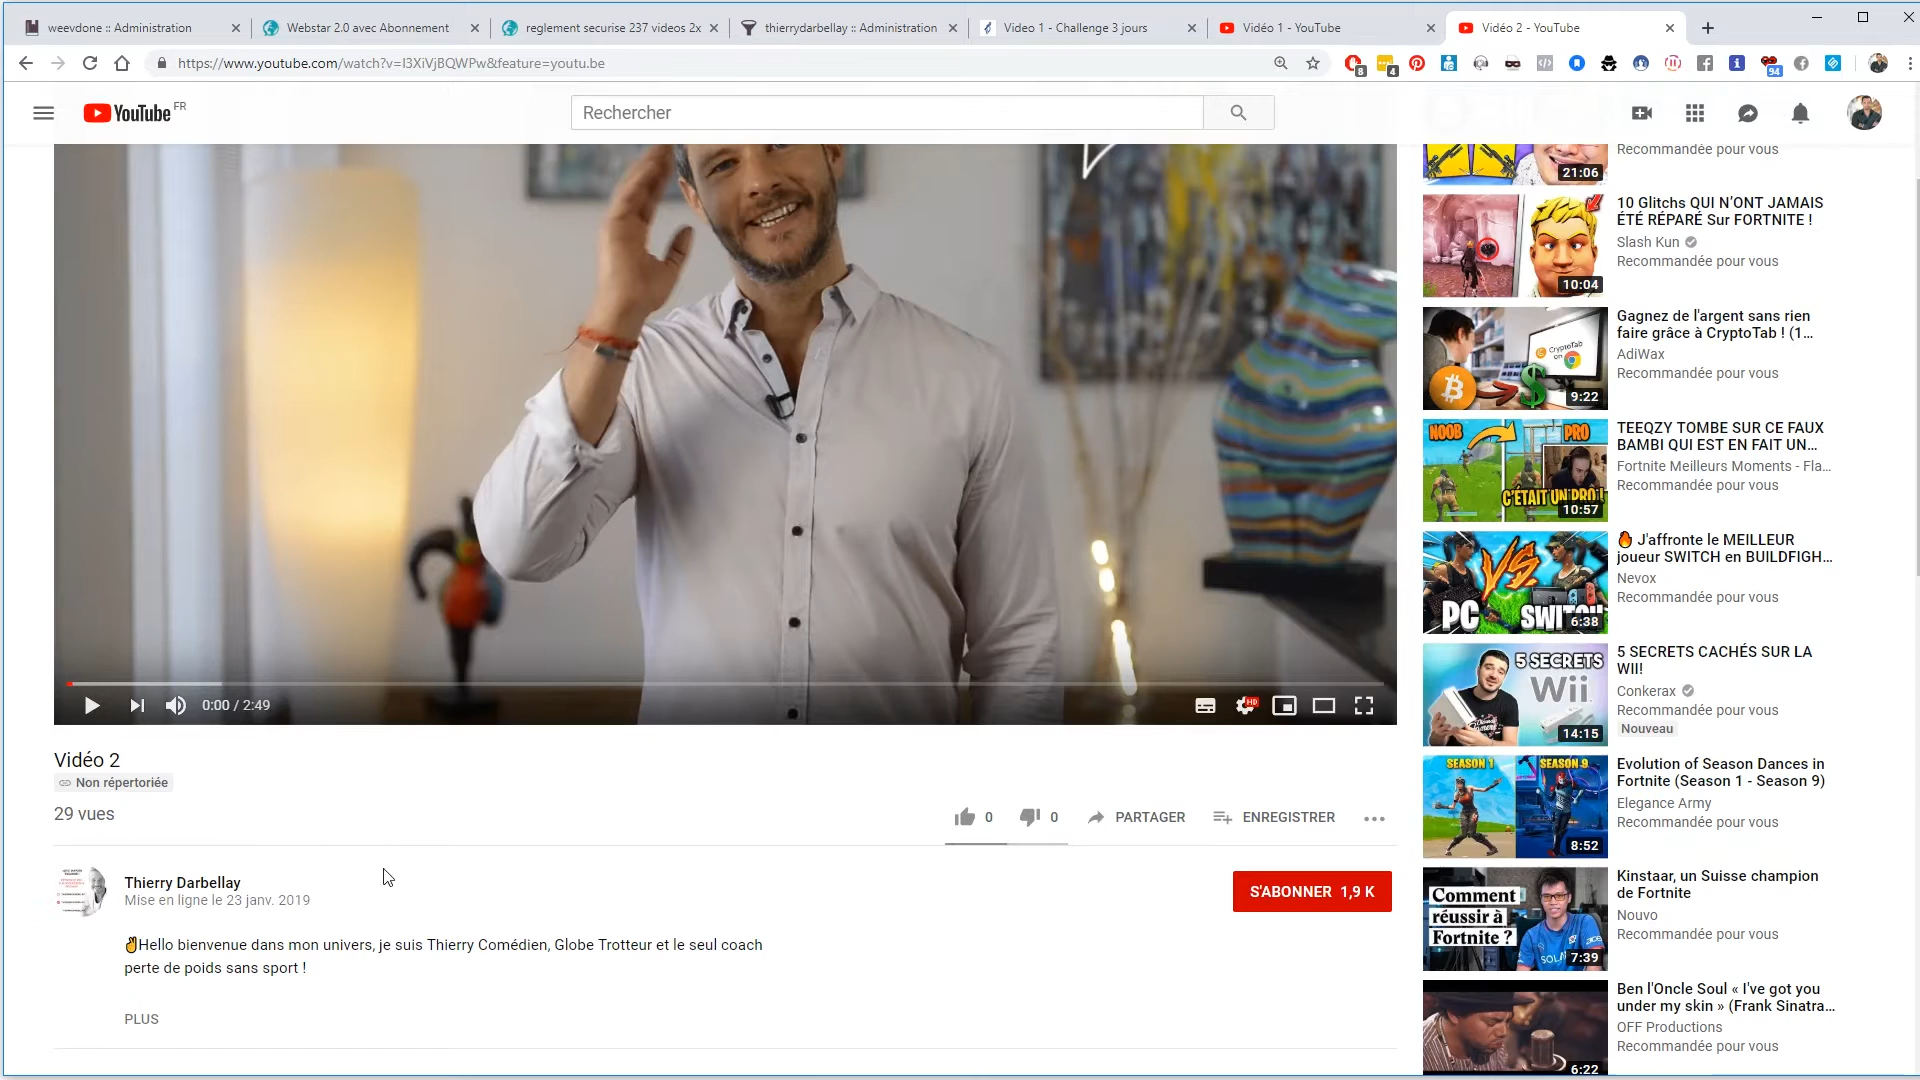 weevdone :: Administration
Webstar 2.0 avec Abonnement
reglement securise 237 videos 2x
thierrydarbellay :: Administration
Video 1 - Challenge 3 jours
Vidéo 1 - YouTube
Vidéo 2 - YouTube
https://www.youtube.com/watch?v=I3XiVjBQWPw&feature=youtu.be
8
4
94
YouTube FR
Rechercher
0:00 / 2:49
HD
Vidéo 2
Non répertoriée
29 vues
0
0
PARTAGER
ENREGISTRER
Thierry Darbellay
Mise en ligne le 23 janv. 2019
S'ABONNER 1,9 K
✌Hello bienvenue dans mon univers, je suis Thierry Comédien, Globe Trotteur et le seul coach
perte de poids sans sport !
PLUS
Recommandée pour vous
21:06
10 Glitchs QUI N'ONT JAMAIS
ÉTÉ RÉPARÉ Sur FORTNITE !
Slash Kun
Recommandée pour vous
10:04
Gagnez de l'argent sans rien
faire grâce à CryptoTab ! (1...
AdiWax
Recommandée pour vous
CryptoTab
on
9:22
TEEQZY TOMBE SUR CE FAUX
BAMBI QUI EST EN FAIT UN...
Fortnite Meilleurs Moments - Fla...
Recommandée pour vous
NOOB
PRO
C'ÉTAIT UN PRO !
10:57
🔥 J'affronte le MEILLEUR
joueur SWITCH en BUILDFIGH...
Nevox
Recommandée pour vous
VS
PC
SWITCH
6:38
5 SECRETS CACHÉS SUR LA
WII!
Conkerax
Recommandée pour vous
Nouveau
5 SECRETS
Wii
14:15
Evolution of Season Dances in
Fortnite (Season 1 - Season 9)
Elegance Army
Recommandée pour vous
SEASON 1
SEASON 9
8:52
Kinstaar, un Suisse champion
de Fortnite
Nouvo
Recommandée pour vous
Comment
réussir à
Fortnite ?
7:39
Ben l'Oncle Soul « I've got you
under my skin » (Frank Sinatra...
OFF Productions
Recommandée pour vous
6:22